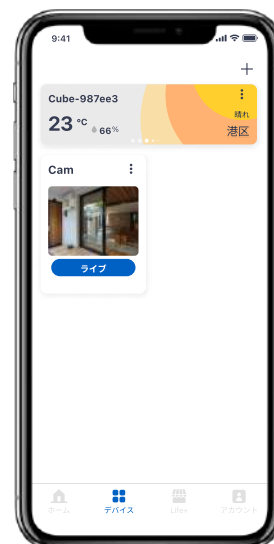 9:41
Cube-987ee3
23 °C 66%
晴れ
港区
Cam
ライブ
ホーム
デバイス
Life+
アカウント